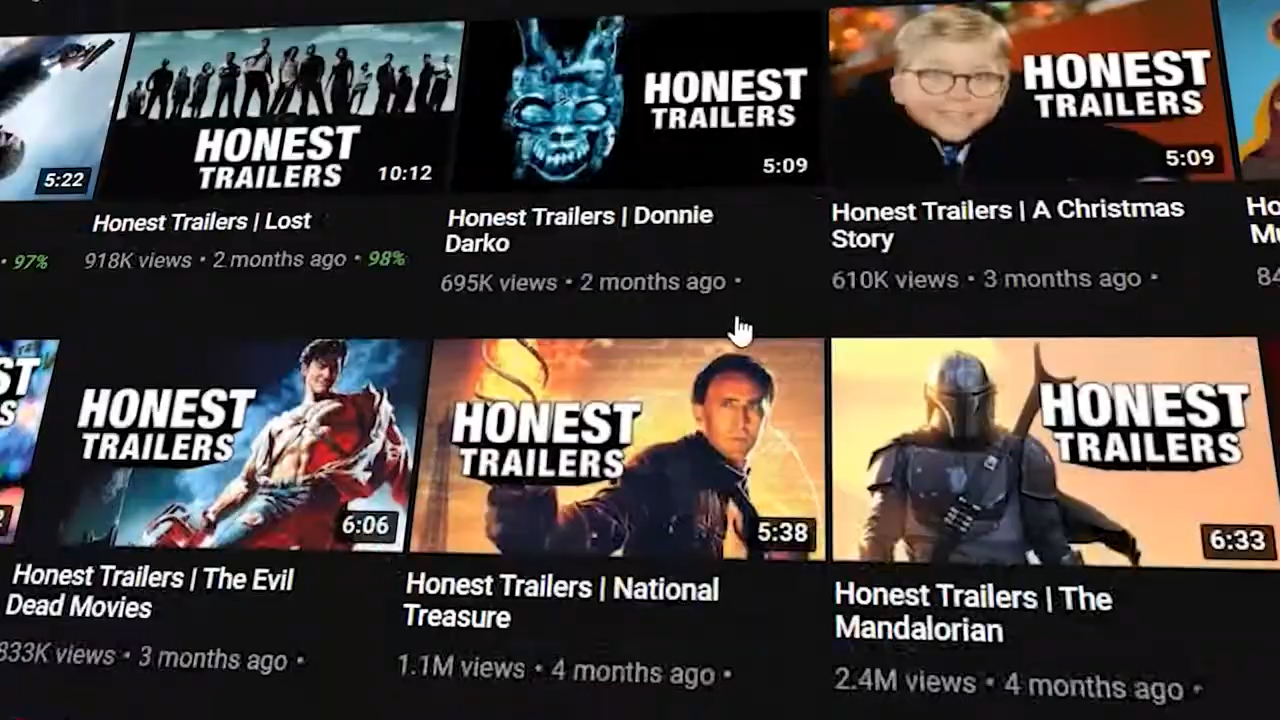 HONEST
TRAILERS
HONEST
TRAILERS
HONEST
TRAILERS
5:22
10:12
5:09
5:09
Honest Trailers | Lost
Honest Trailers | Donnie
Darko
Honest Trailers | A Christmas
Story
97%
918K views • 2 months ago • 98%
695K views • 2 months ago •
610K views • 3 months ago •
HONEST
TRAILERS
HONEST
TRAILERS
HONEST
TRAILERS
6:06
5:38
6:33
Honest Trailers | The Evil
Dead Movies
Honest Trailers | National
Treasure
Honest Trailers | The
Mandalorian
833K views • 3 months ago •
1.1M views • 4 months ago •
2.4M views • 4 months ago •